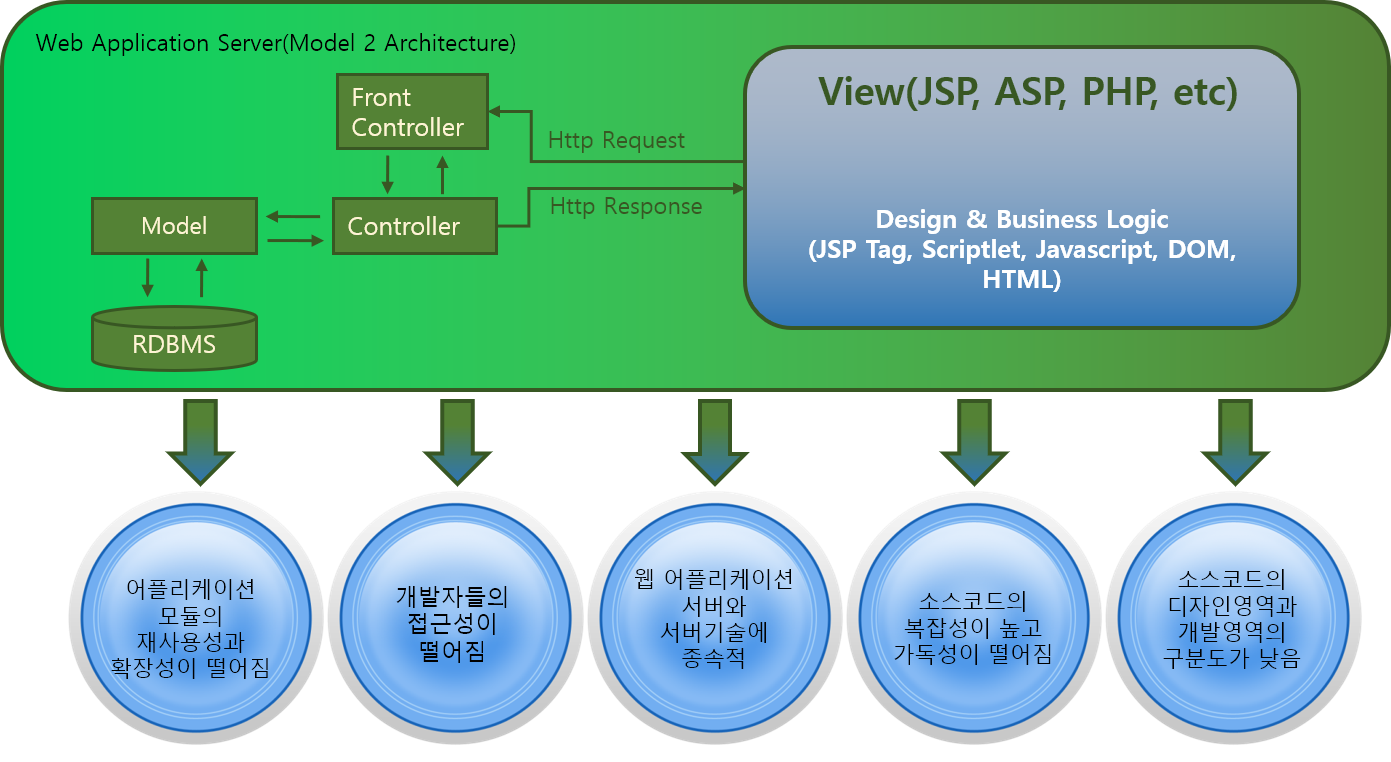 Web Application Server(Model 2 Architecture)
Front
Controller
Http Request
View(JSP, ASP, PHP, etc)
Model
Controller
Http Response
Design & Business Logic
(JSP Tag, Scriptlet, Javascript, DOM,
HTML)
RDBMS
어플리케이션
모듈의
재사용성과
확장성이 떨어짐
개발자들의
접근성이
떨어짐
웹 어플리케이션
서버와
서버기술에
종속적
소스코드의
복잡성이 높고
가독성이 떨어짐
소스코드의
디자인영역과
개발영역의
구분도가 낮음